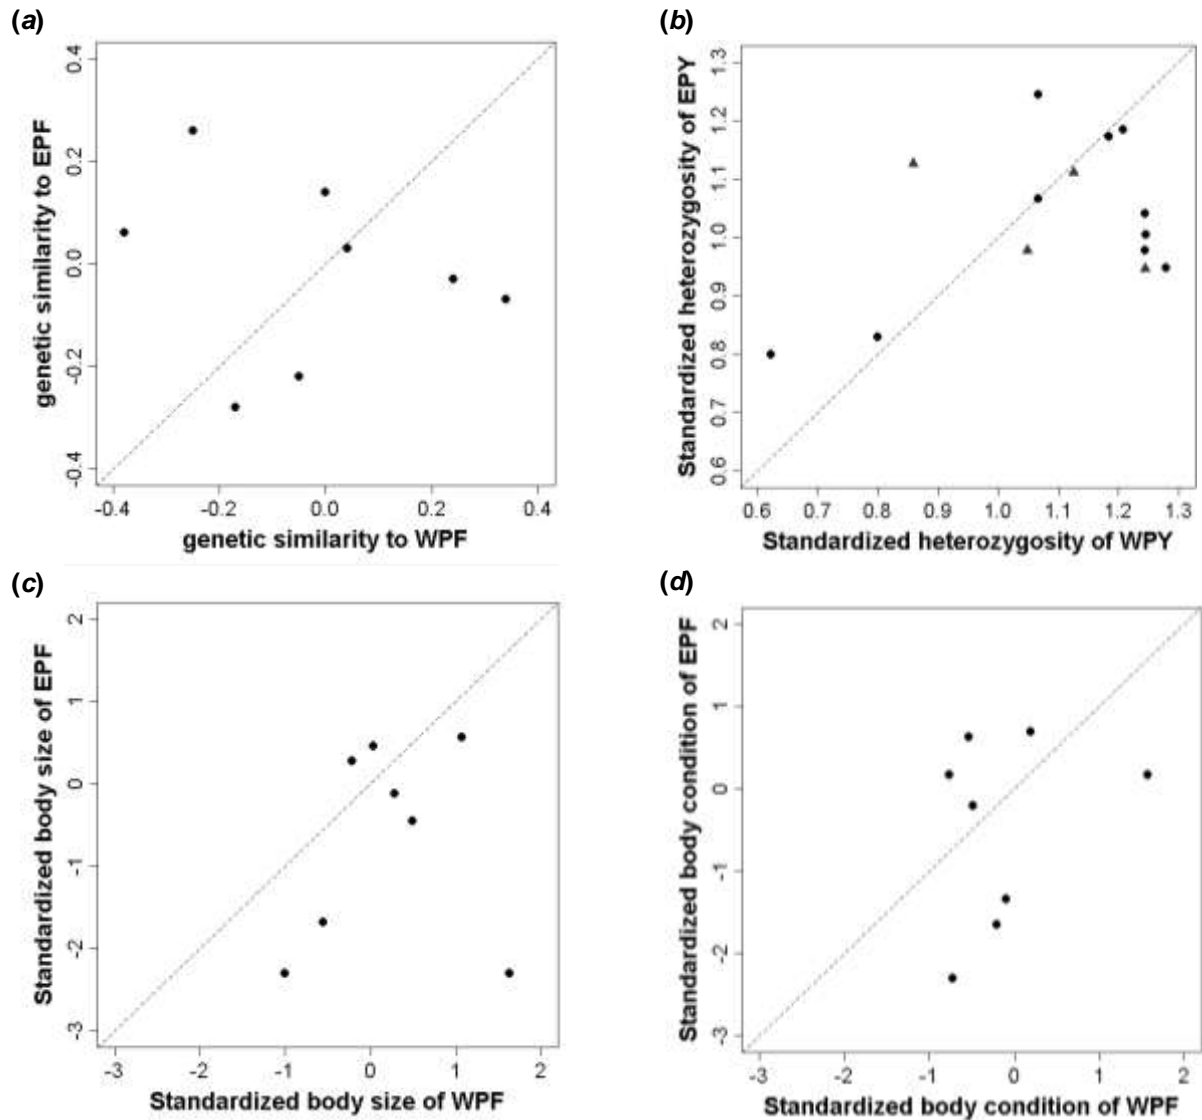 (a)
genetic similarity to EPF
0.4
0.2
0.0
-0.2
-0.4
-0.4 -0.2 0.0 0.2 0.4
genetic similarity to WPF
(b)
Standardized heterozygosity of EPY
1.3
1.2
1.1
1.0
0.9
0.8
0.7
0.6
0.6 0.7 0.8 0.9 1.0 1.1 1.2 1.3
Standardized heterozygosity of WPY
(c)
Standardized body size of EPF
2
1
0
-1
-2
-3
-3 -2 -1 0 1 2
Standardized body size of WPF
(d)
Standardized body condition of EPF
2
1
0
-1
-2
-3
-3 -2 -1 0 1 2
Standardized body condition of WPF